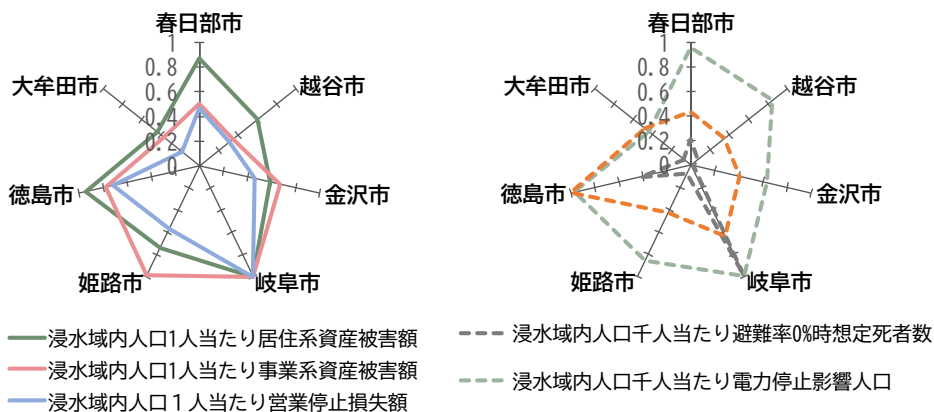 春日部市
1
0.8
0.6
0.4
0.2
0
越谷市
金沢市
岐阜市
姫路市
徳島市
大牟田市
浸水域内人口1人当たり居住系資産被害額
浸水域内人口1人当たり事業系資産被害額
浸水域内人口１人当たり営業停止損失額
春日部市
1
0.8
0.6
0.4
0.2
0
越谷市
金沢市
岐阜市
姫路市
徳島市
大牟田市
浸水域内人口千人当たり避難率0%時想定死者数
浸水域内人口千人当たり電力停止影響人口